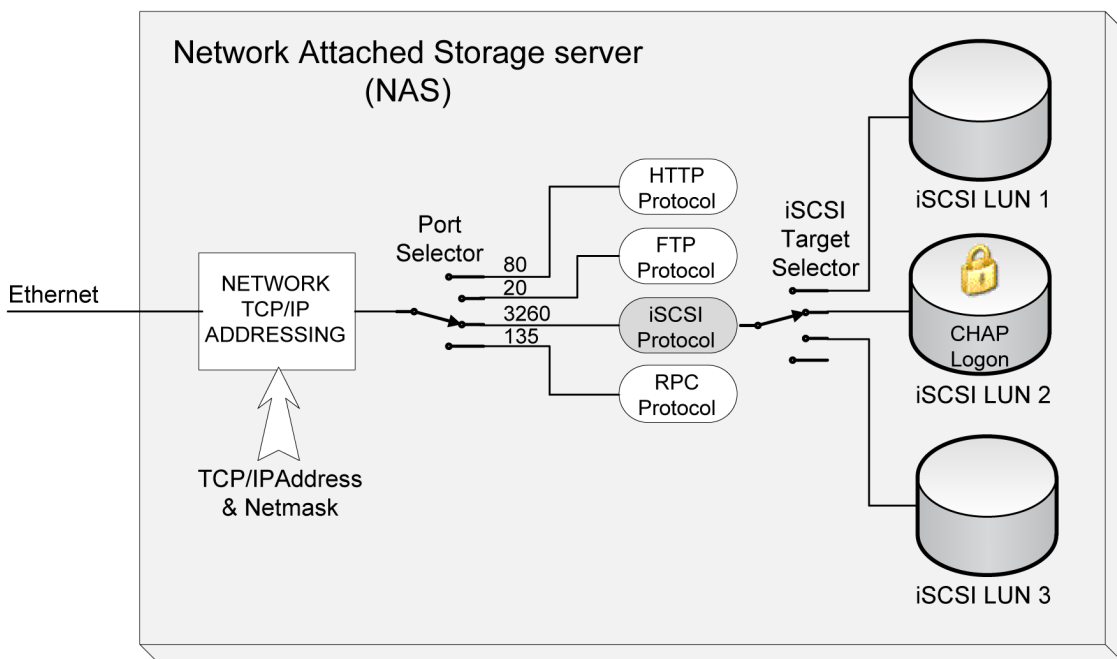 Network Attached Storage server
(NAS)
Ethernet
NETWORK
TCP/IP
ADDRESSING
TCP/IPAddress
& Netmask
Port
Selector
80
20
3260
135
HTTP
Protocol
FTP
Protocol
iSCSI
Protocol
RPC
Protocol
iSCSI
Target
Selector
iSCSI LUN 1
CHAP
Logon
iSCSI LUN 2
iSCSI LUN 3